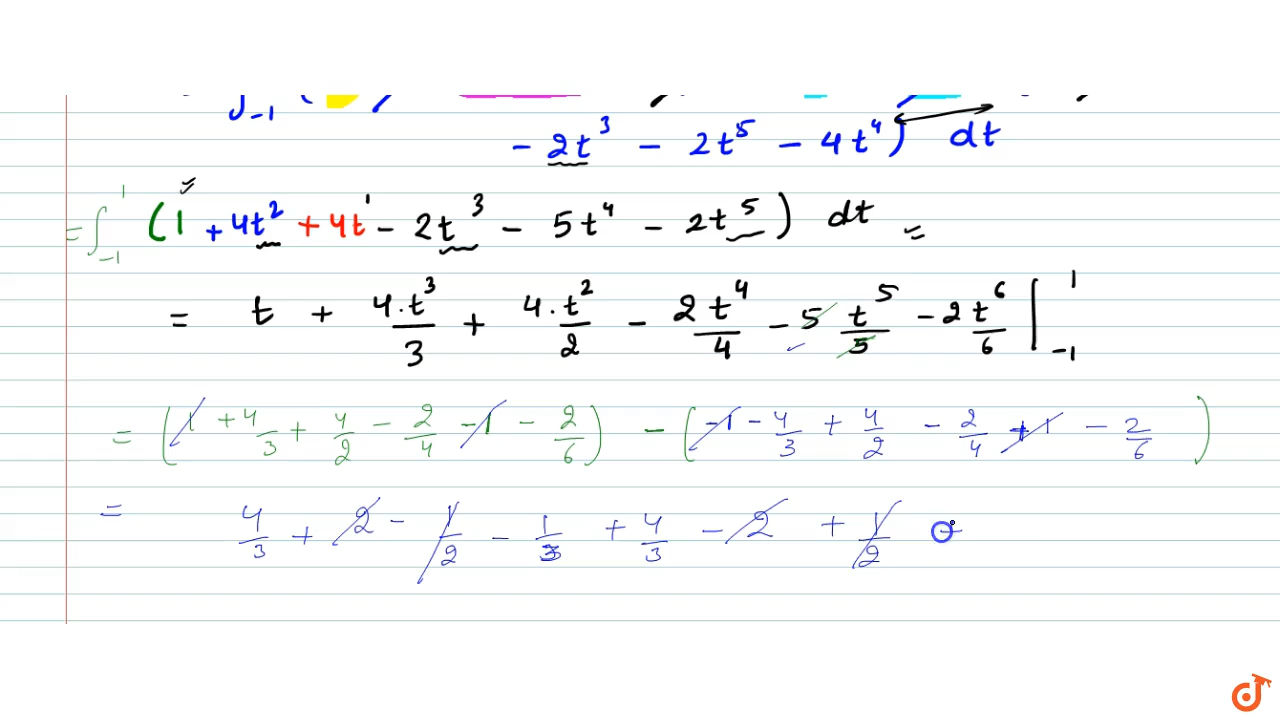 ∫₋₁ (
- 2t³ - 2t⁵ - 4t⁴) dt
= ∫₋₁¹ (1 + 4t² + 4t¹ - 2t³ - 5t⁴ - 2t⁵) dt =
= t + 4·t³/3 + 4·t²/2 - 2t⁴/4 - 5 t⁵/5 - 2t⁶/6 |₋₁¹
= (1 + 4/3 + 4/2 - 2/4 - 1 - 2/6) - (-1 - 4/3 + 4/2 - 2/4 + 1 - 2/6)
= 4/3 + 2 - 1/2 - 1/3 + 4/3 - 2 + 1/2